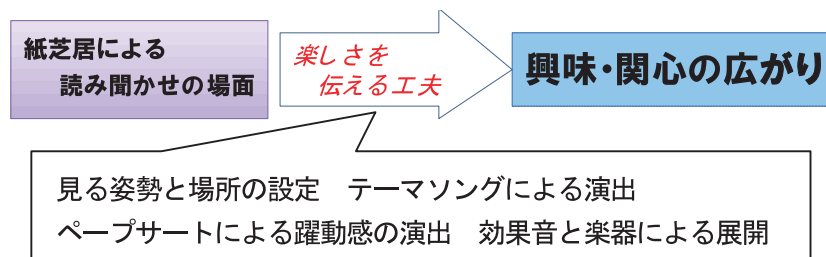 紙芝居による
読み聞かせの場面
楽しさを
伝える工夫
興味・関心の広がり
見る姿勢と場所の設定　テーマソングによる演出
ペープサートによる躍動感の演出　効果音と楽器による展開